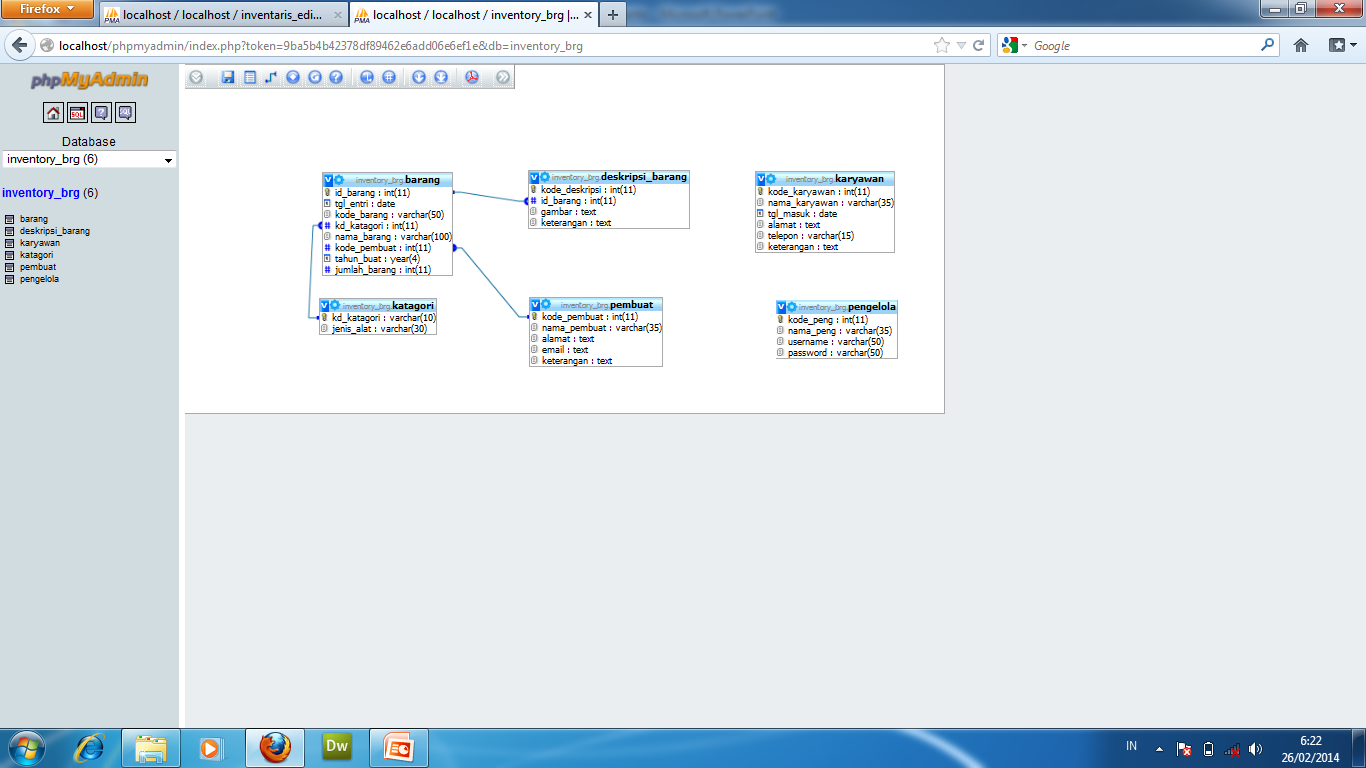 Firefox
localhost / localhost / inventaris_edi...
localhost / localhost / inventory_brg |...
localhost/phpmyadmin/index.php?token=9ba5b4b42378df89462e6add06e6ef1e&db=inventory_brg
Google
phpMyAdmin
SQL
Database
inventory_brg (6)
inventory_brg (6)
barang
deskripsi_barang
karyawan
katagori
pembuat
pengelola
inventory_brg.barang
id_barang : int(11)
tgl_entri : date
kode_barang : varchar(50)
kd_katagori : int(11)
nama_barang : varchar(100)
kode_pembuat : int(11)
tahun_buat : year(4)
jumlah_barang : int(11)
inventory_brg.deskripsi_barang
kode_deskripsi : int(11)
id_barang : int(11)
gambar : text
keterangan : text
inventory_brg.karyawan
kode_karyawan : int(11)
nama_karyawan : varchar(35)
tgl_masuk : date
alamat : text
telepon : varchar(15)
keterangan : text
inventory_brg.katagori
kd_katagori : varchar(10)
jenis_alat : varchar(30)
inventory_brg.pembuat
kode_pembuat : int(11)
nama_pembuat : varchar(35)
alamat : text
email : text
keterangan : text
inventory_brg.pengelola
kode_peng : int(11)
nama_peng : varchar(35)
username : varchar(50)
password : varchar(50)
Dw
IN
6:22
26/02/2014